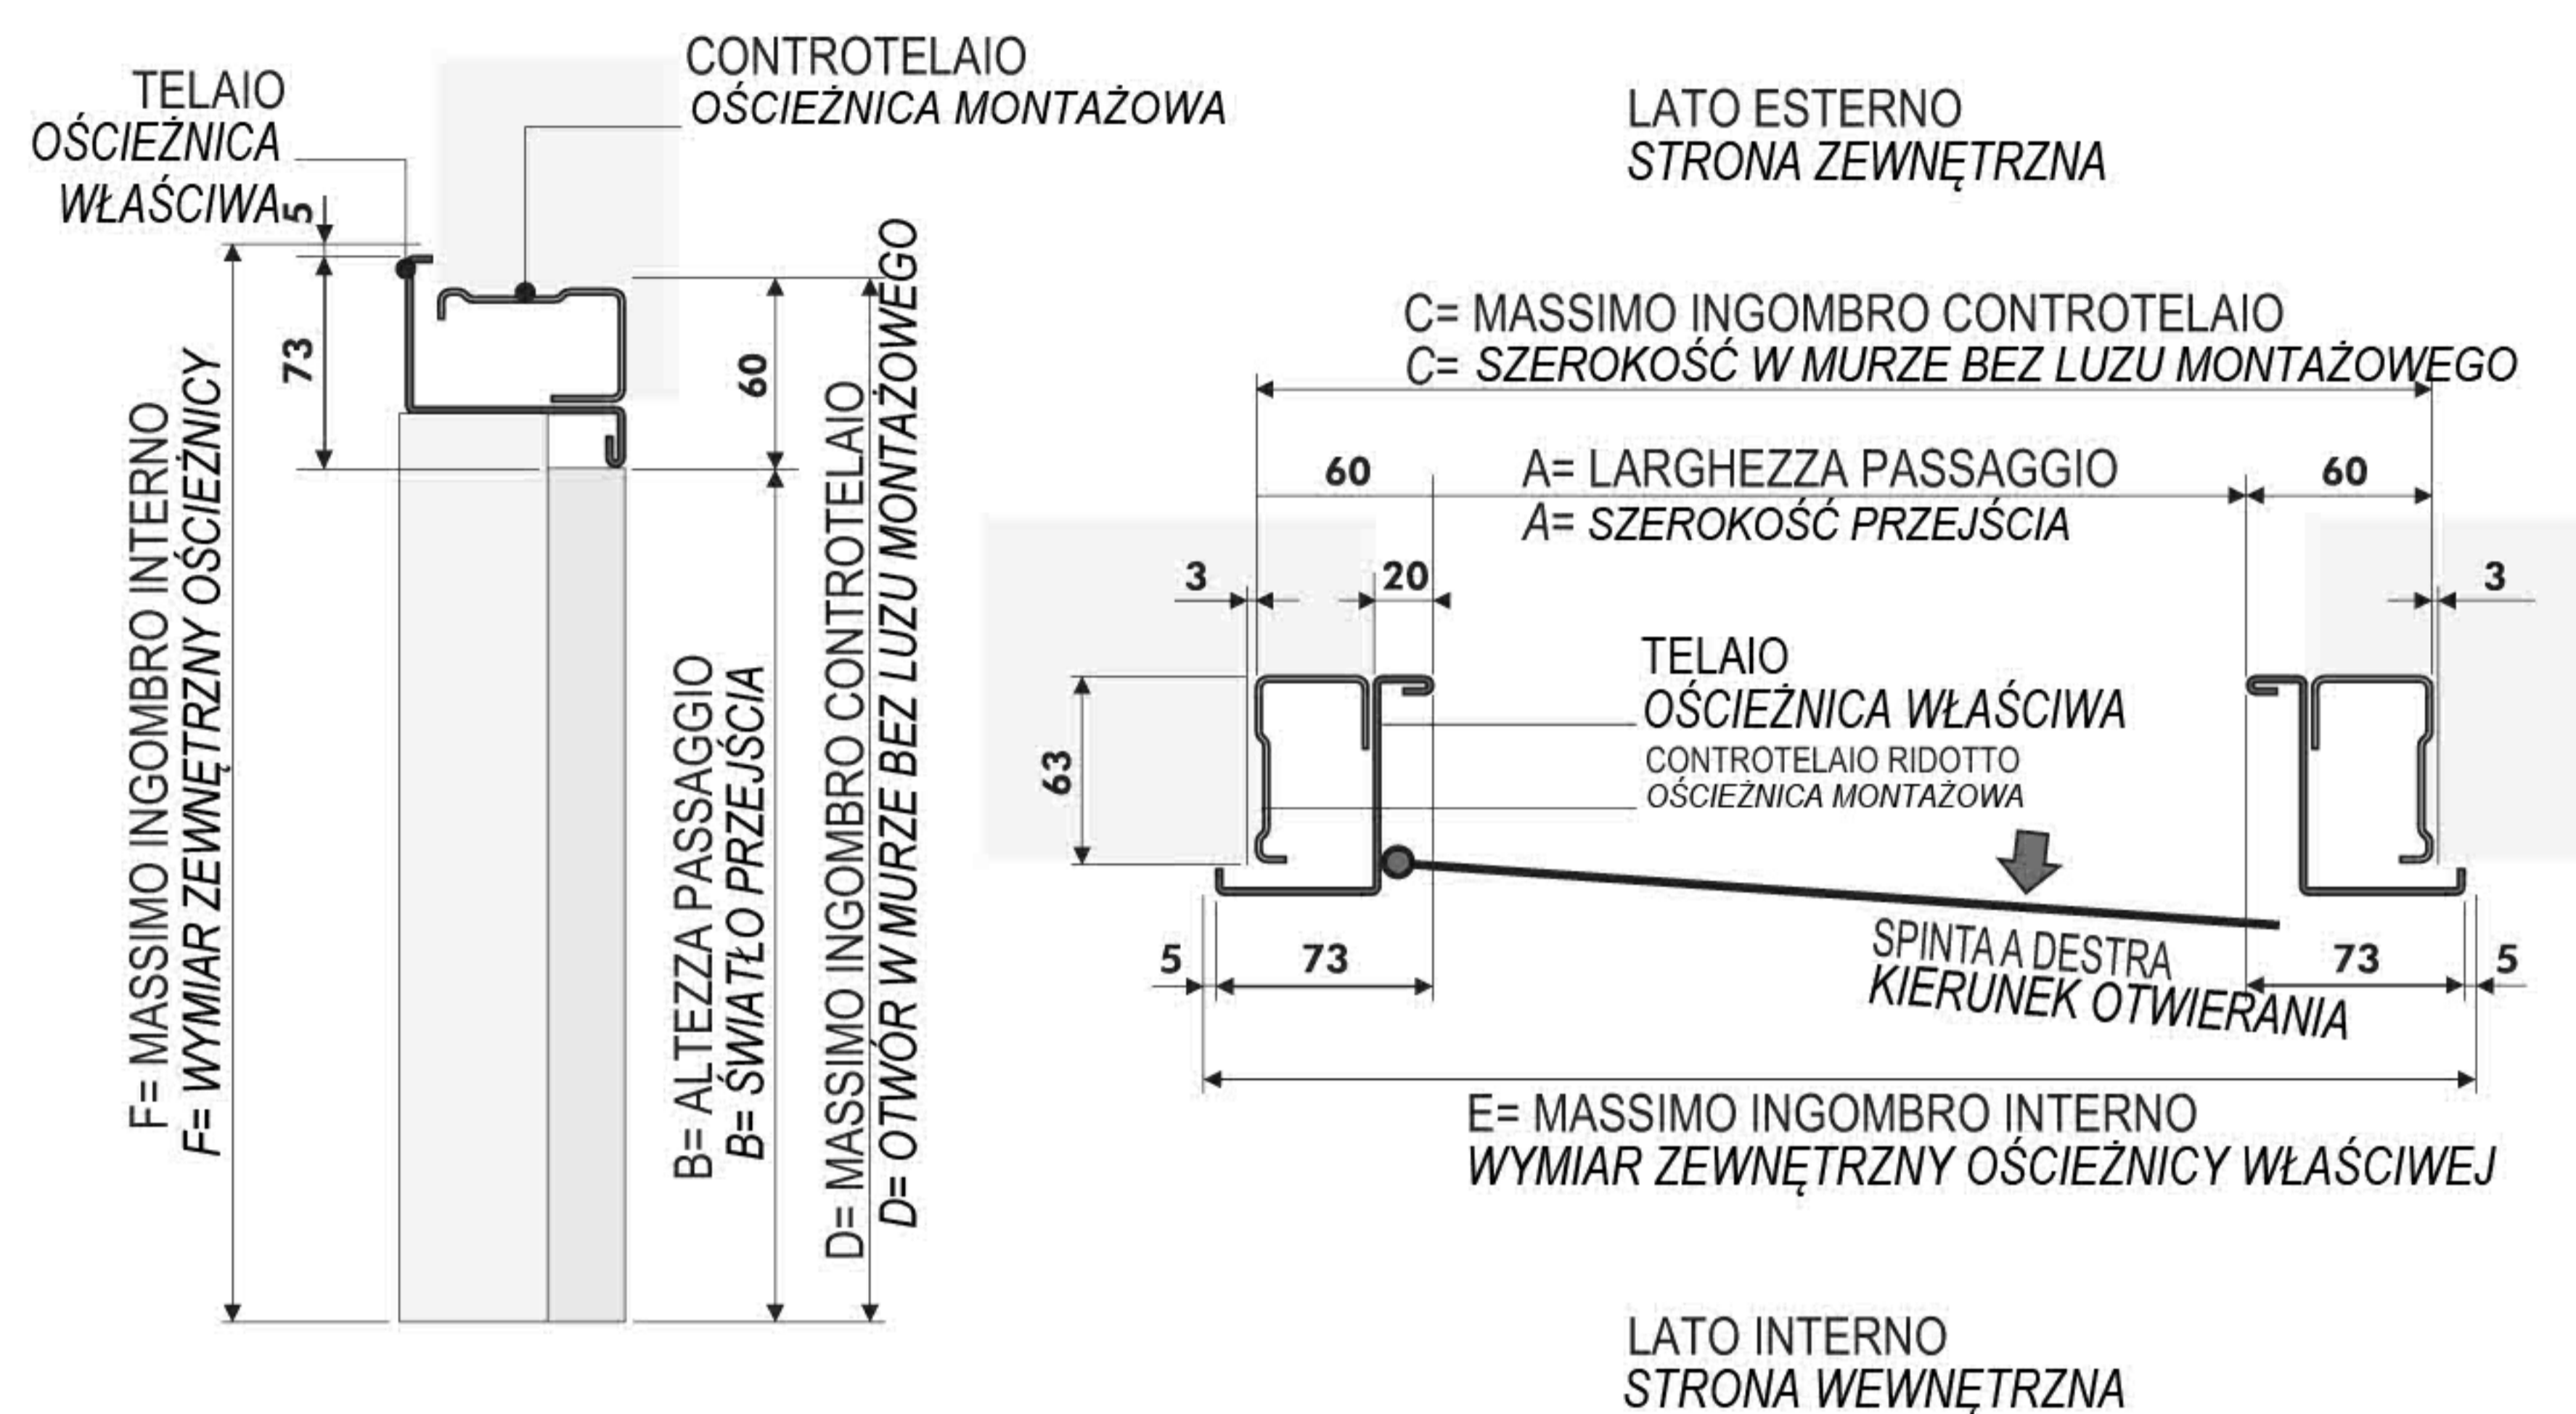 TELAIO
OŚCIEŻNICA
WŁAŚCIWA
CONTROTELAIO
OŚCIEŻNICA MONTAŻOWA
5
73
60
F= MASSIMO INGOMBRO INTERNO
F= WYMIAR ZEWNĘTRZNY OŚCIEŻNICY
B= ALTEZZA PASSAGGIO
B= ŚWIATŁO PRZEJŚCIA
D= MASSIMO INGOMBRO CONTROTELAIO
D= OTWÓR W MURZE BEZ LUZU MONTAŻOWEGO
LATO ESTERNO
STRONA ZEWNĘTRZNA
C= MASSIMO INGOMBRO CONTROTELAIO
C= SZEROKOŚĆ W MURZE BEZ LUZU MONTAŻOWEGO
60
A= LARGHEZZA PASSAGGIO
60
A= SZEROKOŚĆ PRZEJŚCIA
3
20
3
TELAIO
OŚCIEŻNICA WŁAŚCIWA
CONTROTELAIO RIDOTTO
OŚCIEŻNICA MONTAŻOWA
63
SPINTA A DESTRA
KIERUNEK OTWIERANIA
5
73
73
5
E= MASSIMO INGOMBRO INTERNO
WYMIAR ZEWNĘTRZNY OŚCIEŻNICY WŁAŚCIWEJ
LATO INTERNO
STRONA WEWNĘTRZNA